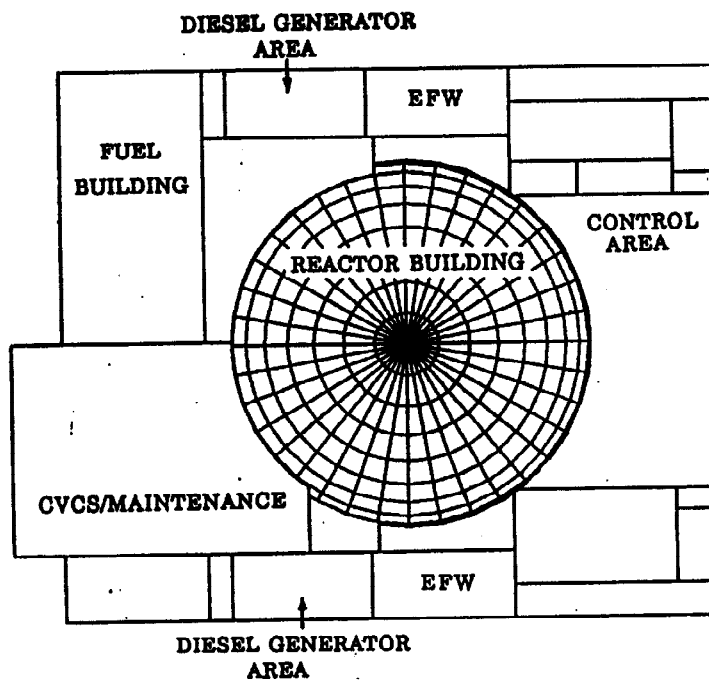 DIESEL GENERATOR
AREA
EFW
FUEL
BUILDING
CONTROL
AREA
REACTOR BUILDING
CVCS/MAINTENANCE
EFW
DIESEL GENERATOR
AREA